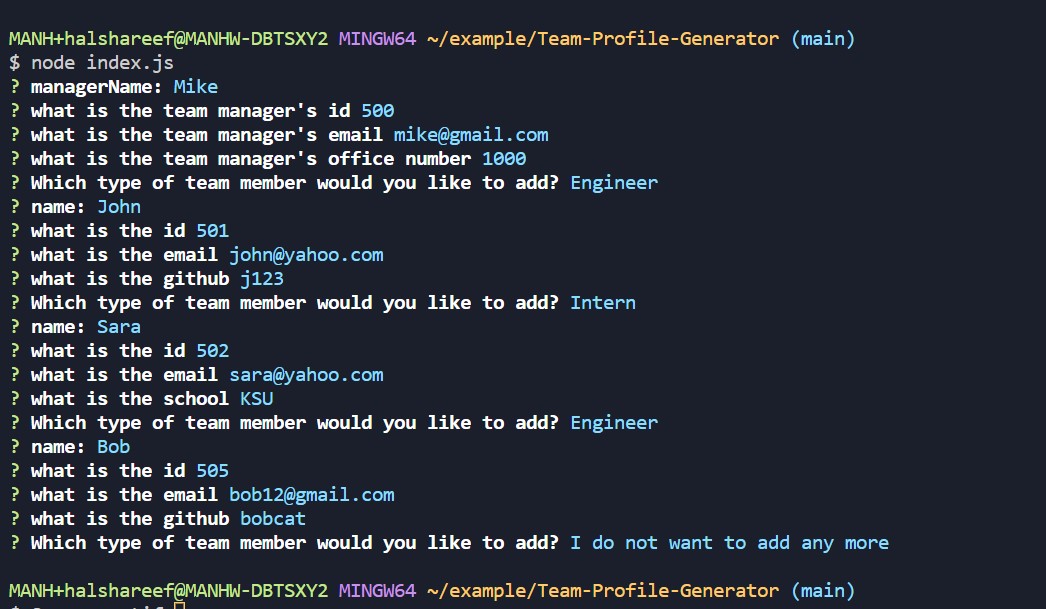 MANH+halshareef@MANHW-DBTSXY2 MINGW64 ~/example/Team-Profile-Generator (main)
$ node index.js
? managerName: Mike
? what is the team manager's id 500
? what is the team manager's email mike@gmail.com
? what is the team manager's office number 1000
? Which type of team member would you like to add? Engineer
? name: John
? what is the id 501
? what is the email john@yahoo.com
? what is the github j123
? Which type of team member would you like to add? Intern
? name: Sara
? what is the id 502
? what is the email sara@yahoo.com
? what is the school KSU
? Which type of team member would you like to add? Engineer
? name: Bob
? what is the id 505
? what is the email bob12@gmail.com
? what is the github bobcat
? Which type of team member would you like to add? I do not want to add any more
MANH+halshareef@MANHW-DBTSXY2 MINGW64 ~/example/Team-Profile-Generator (main)
$